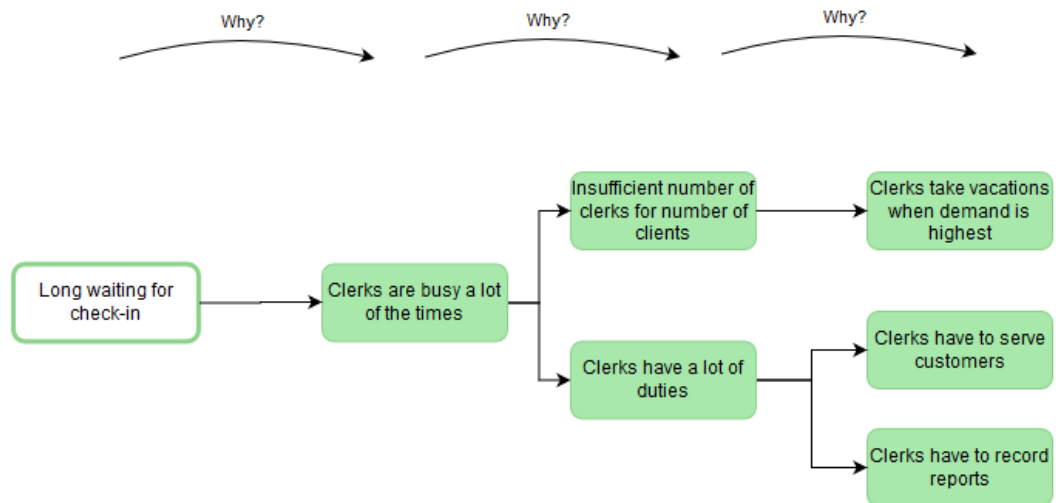 Why?
Why?
Why?
Long waiting for
check-in
Clerks are busy a lot
of the times
Insufficient number of
clerks for number of
clients
Clerks have a lot of
duties
Clerks take vacations
when demand is
highest
Clerks have to serve
customers
Clerks have to record
reports